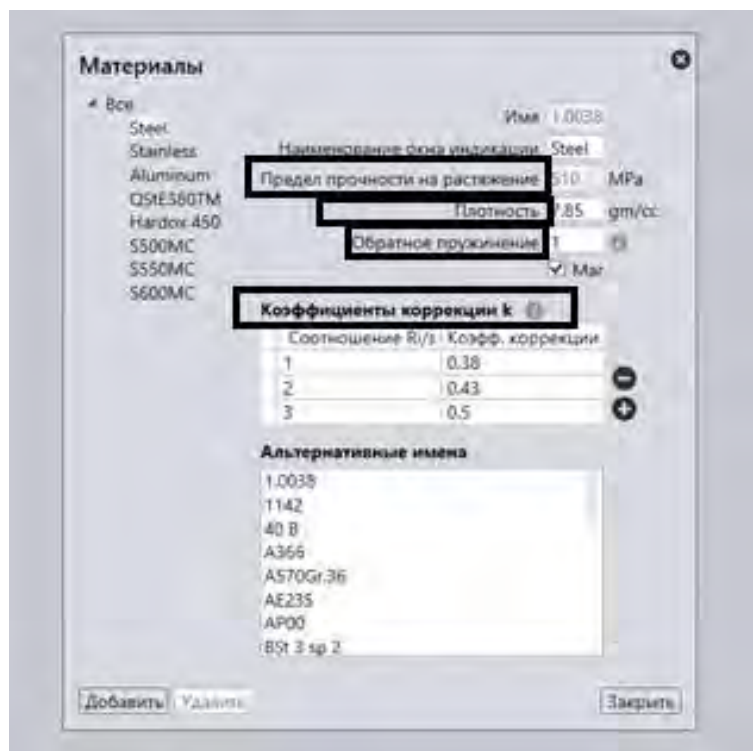 Материалы
Все
Steel
Stainless
Aluminum
QStE380TM
Hardox 450
S500MC
S550MC
S600MC
Имя 1.0038
Наименование окна индикации Steel
Предел прочности на растяжение 510 MPa
Плотность 7.85 gm/cc
Обратное пружинение 1
Маг
Коэффициенты коррекции k
Соотношение Ri/s Коэфф. коррекции
1 0.38
2 0.43
3 0.5
Альтернативные имена
1.0038
1142
40 B
A366
A570Gr.36
AE235
AP00
BSt 3 sp 2
Добавить Удалить Закрыть